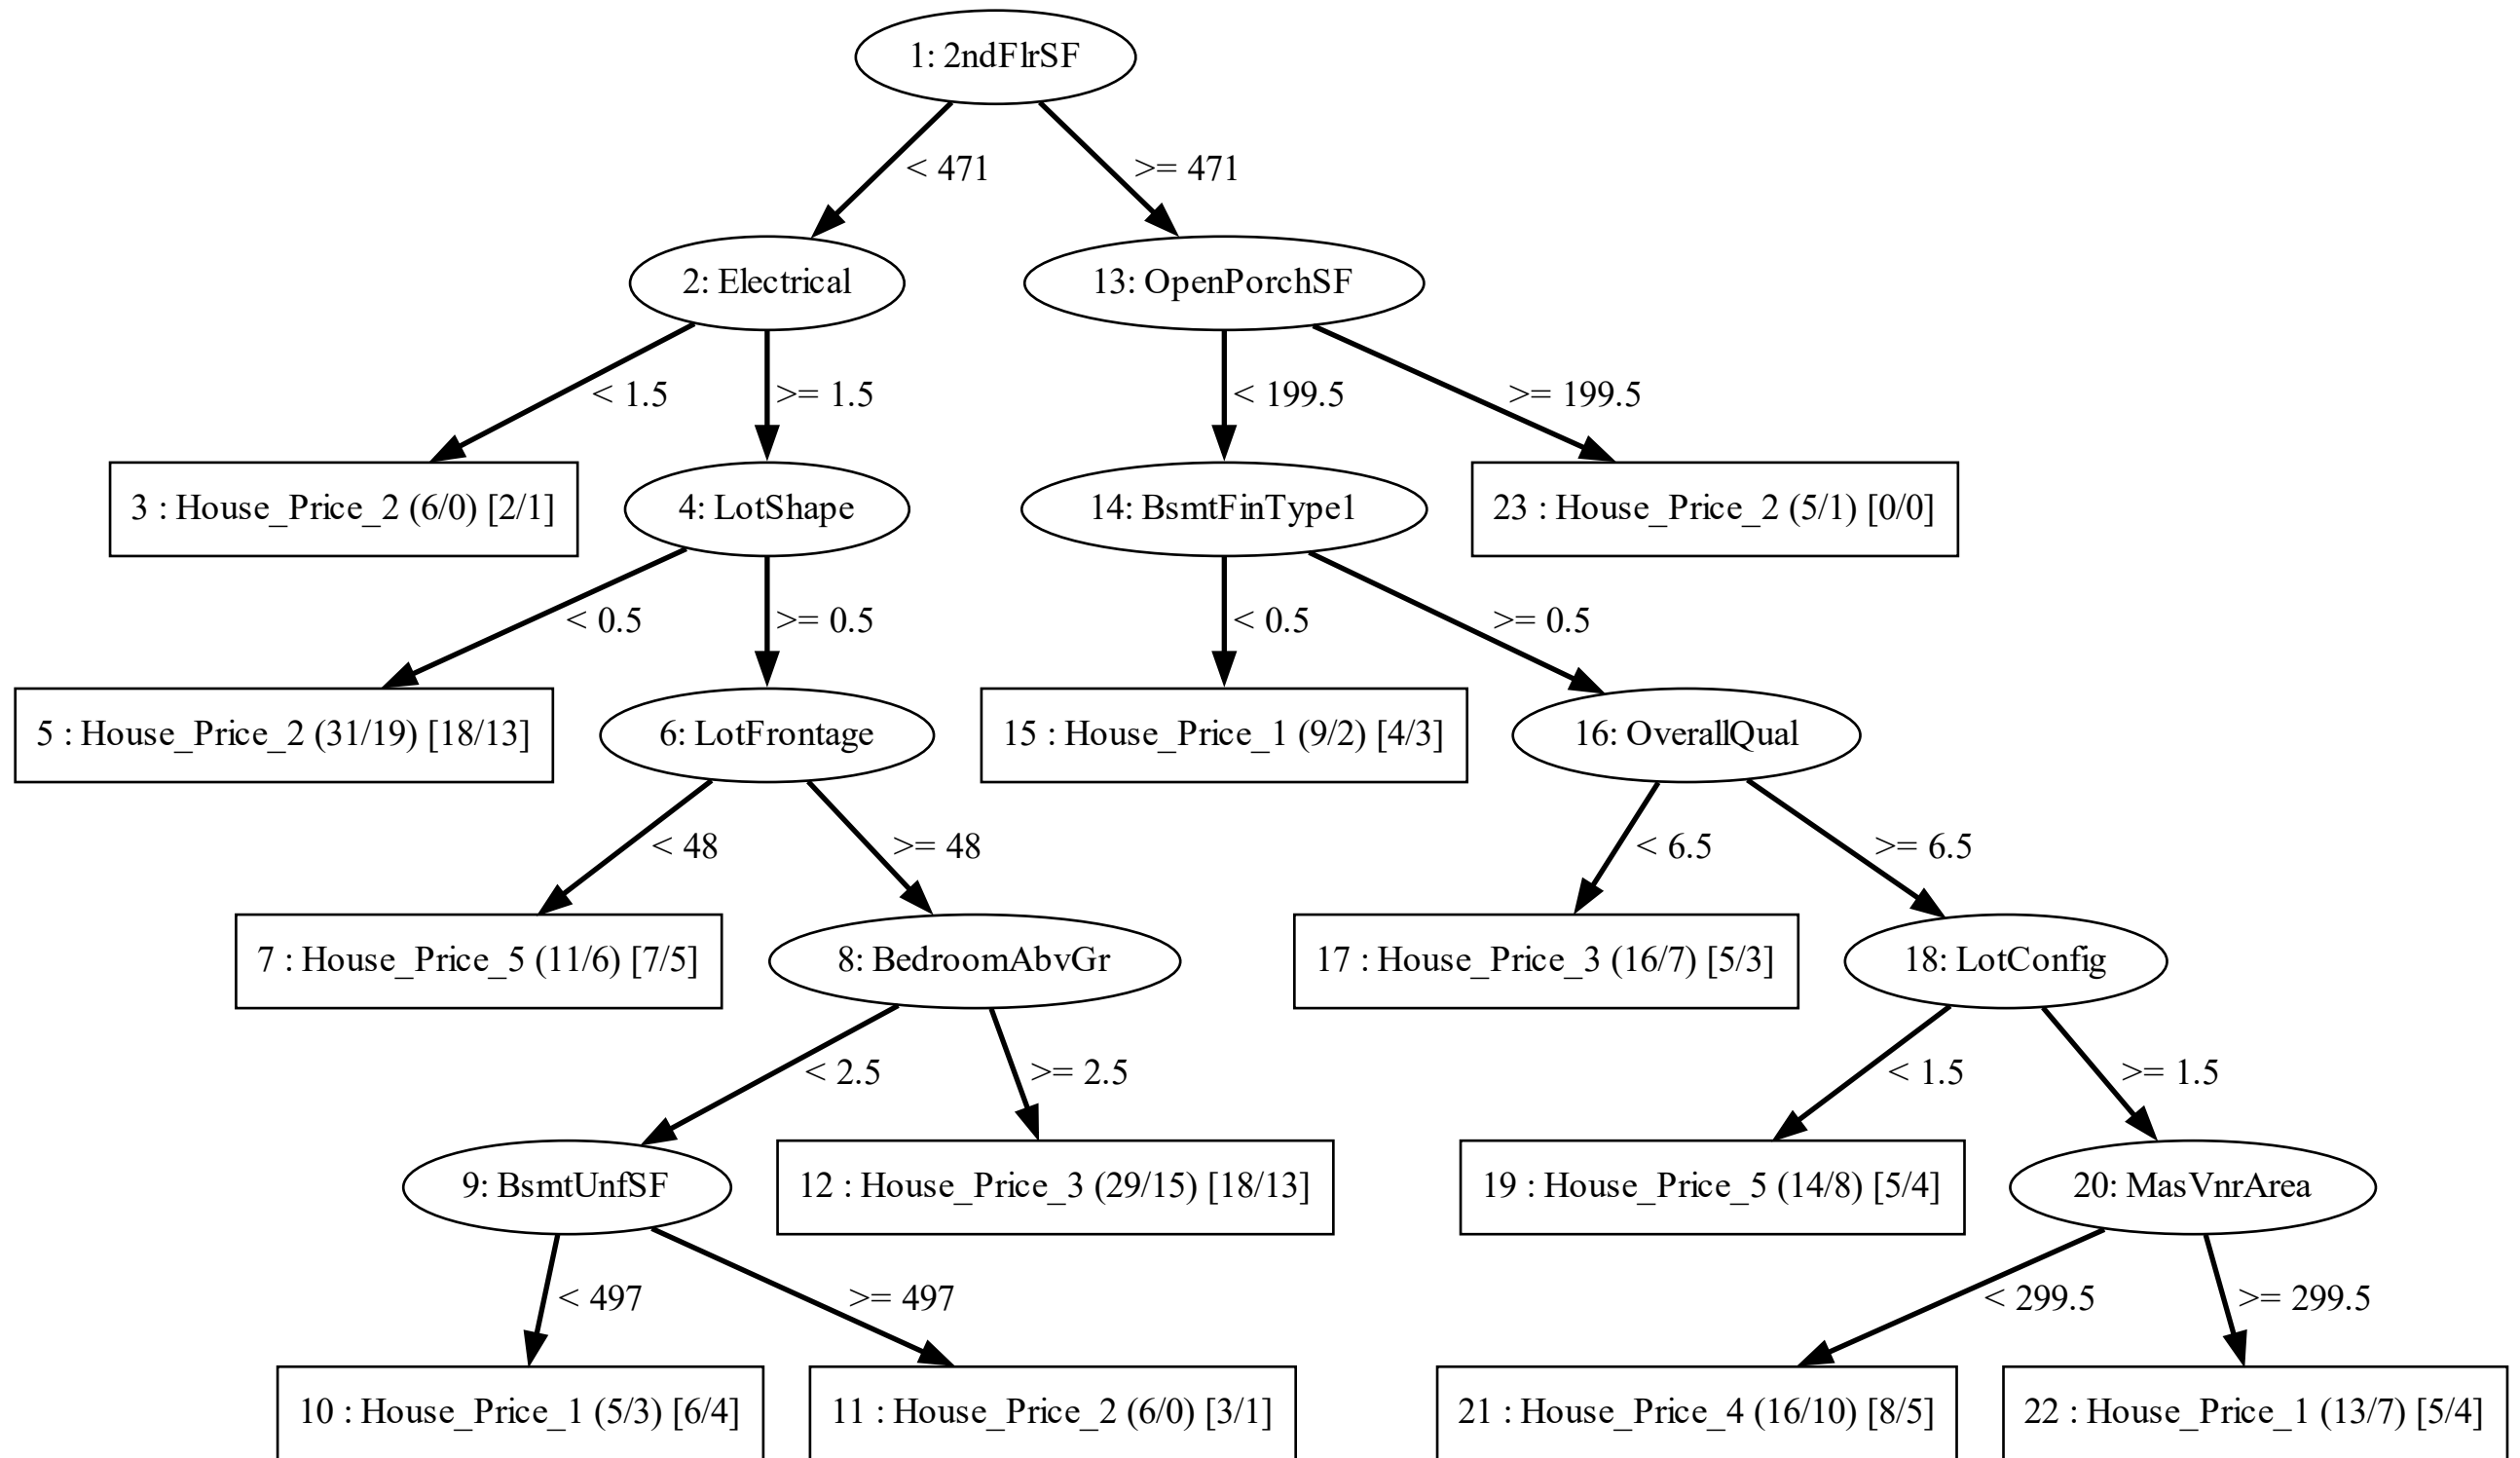 1: 2ndFlrSF
< 471
>= 471
2: Electrical
13: OpenPorchSF
< 1.5
>= 1.5
< 199.5
>= 199.5
3 : House_Price_2 (6/0) [2/1]
4: LotShape
14: BsmtFinType1
23 : House_Price_2 (5/1) [0/0]
< 0.5
>= 0.5
< 0.5
>= 0.5
5 : House_Price_2 (31/19) [18/13]
6: LotFrontage
15 : House_Price_1 (9/2) [4/3]
16: OverallQual
< 48
>= 48
< 6.5
>= 6.5
7 : House_Price_5 (11/6) [7/5]
8: BedroomAbvGr
17 : House_Price_3 (16/7) [5/3]
18: LotConfig
< 2.5
>= 2.5
< 1.5
>= 1.5
9: BsmtUnfSF
12 : House_Price_3 (29/15) [18/13]
19 : House_Price_5 (14/8) [5/4]
20: MasVnrArea
< 497
>= 497
< 299.5
>= 299.5
10 : House_Price_1 (5/3) [6/4]
11 : House_Price_2 (6/0) [3/1]
21 : House_Price_4 (16/10) [8/5]
22 : House_Price_1 (13/7) [5/4]